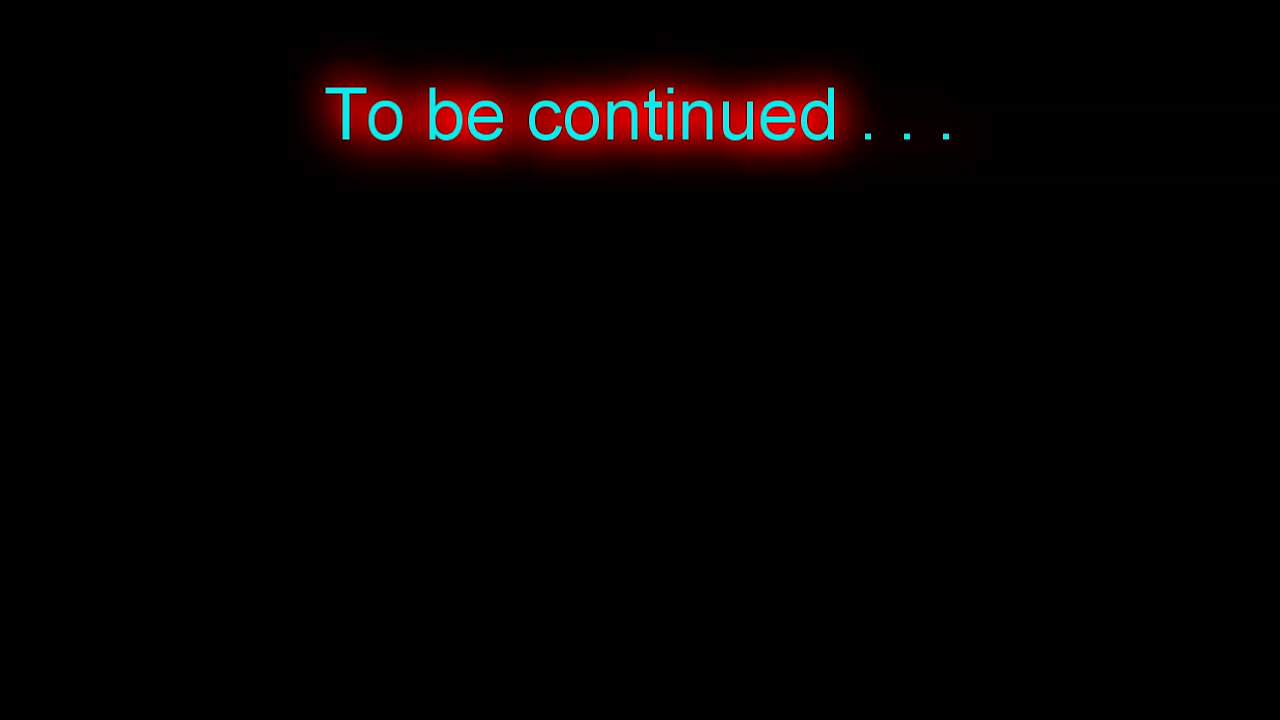 To be continued . . .